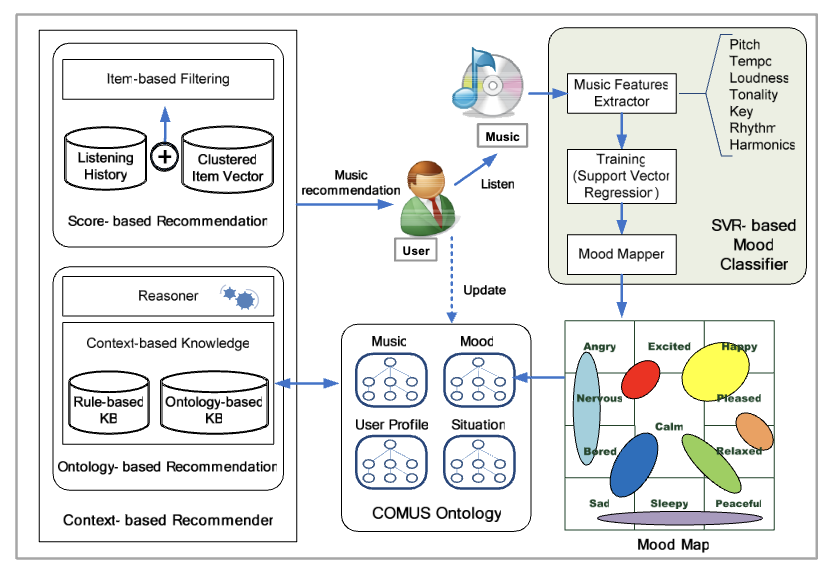 Item-based Filtering
Listening
History
+
Clustered
Item Vector
Score- based Recommendation
Reasoner
Context-based Knowledge
Rule-based
KB
Ontology-based
KB
Ontology- based Recommendation
Context- based Recommender
Music
recommendation
User
Listen
Music
Update
Music
Mood
User Profile
Situation
COMUS Ontology
Music Features
Extractor
Training
(Support Vector
Regression)
Mood Mapper
Pitch
Tempo
Loudness
Tonality
Key
Rhythm
Harmonics
SVR- based
Mood
Classifier
Angry
Excited
Happy
Nervous
Pleased
Calm
Bored
Relaxed
Sad
Sleepy
Peaceful
Mood Map